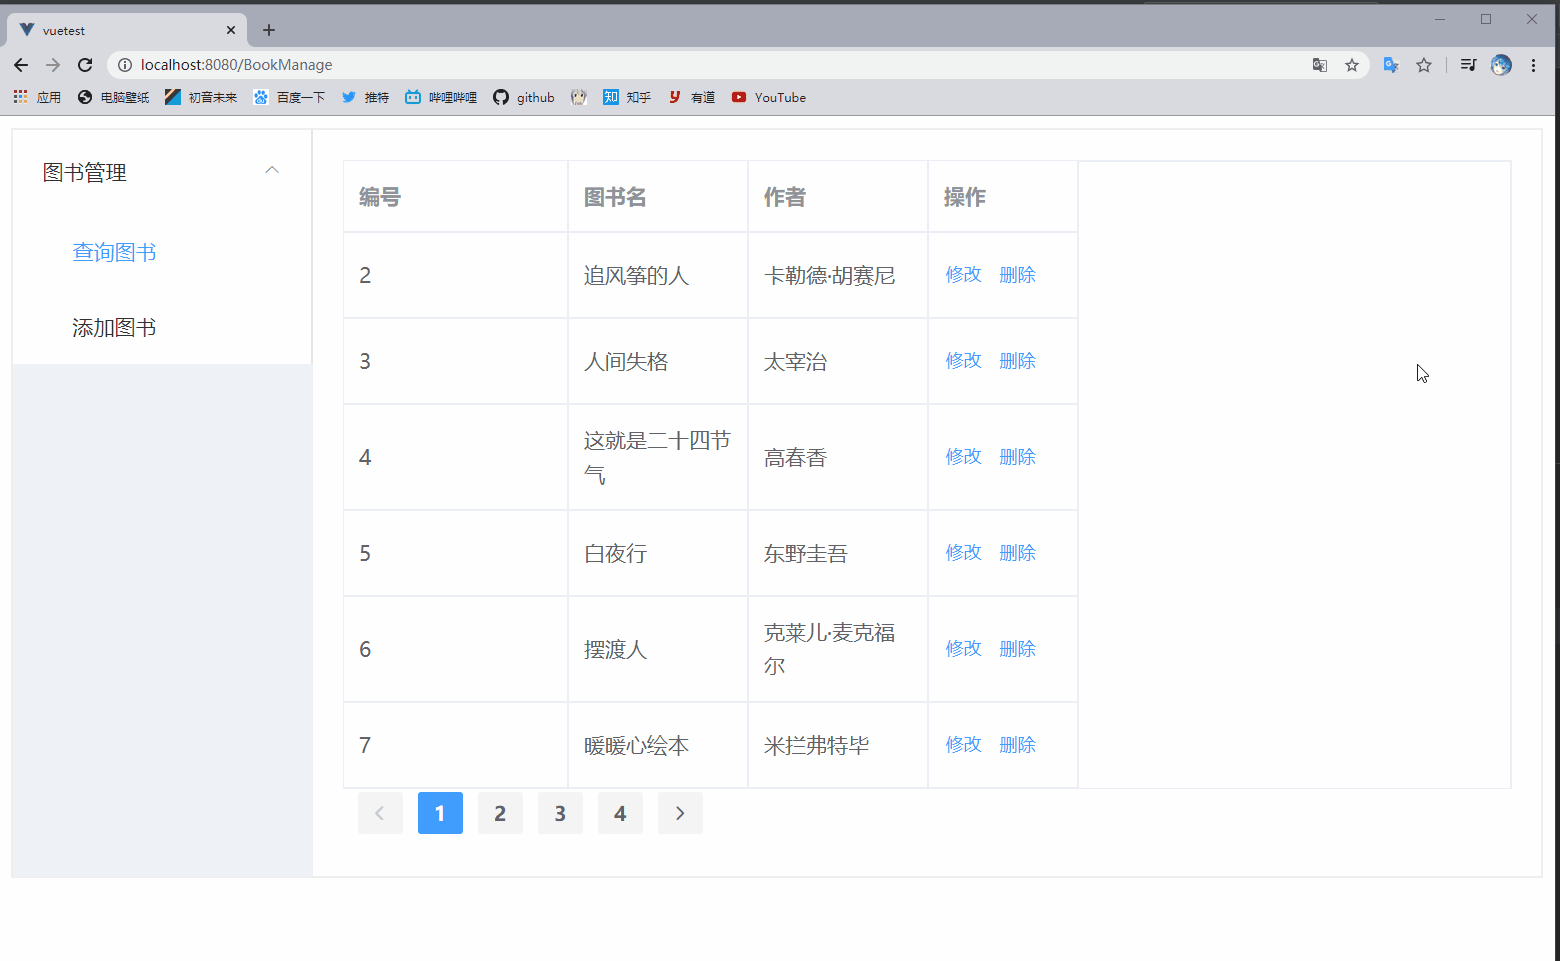 vuetest
localhost:8080/BookManage
应用 电脑壁纸 初音未来 百度一下 推特 哔哩哔哩 github 知 知乎 有道 YouTube
图书管理
查询图书
添加图书
编号 图书名 作者 操作
2 追风筝的人 卡勒德·胡赛尼 修改 删除
3 人间失格 太宰治 修改 删除
4 这就是二十四节
气 高春香 修改 删除
5 白夜行 东野圭吾 修改 删除
6 摆渡人 克莱儿·麦克福
尔 修改 删除
7 暖暖心绘本 米拦弗特毕 修改 删除
1 2 3 4